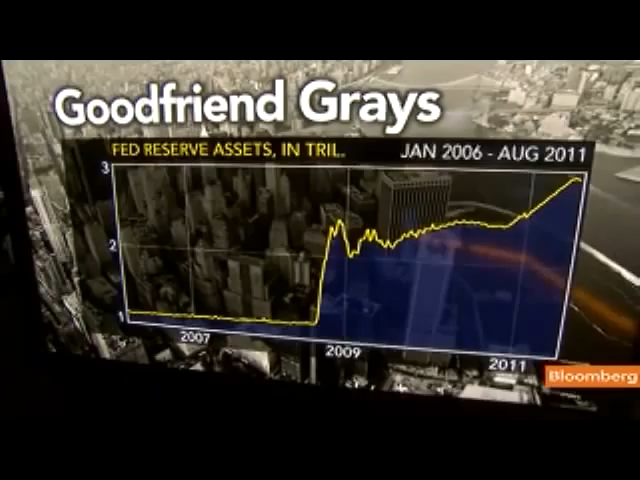 Goodfriend Grays
FED RESERVE ASSETS, IN TRIL. JAN 2006 - AUG 2011
3
2
1
2007 2009 2011
Bloomberg